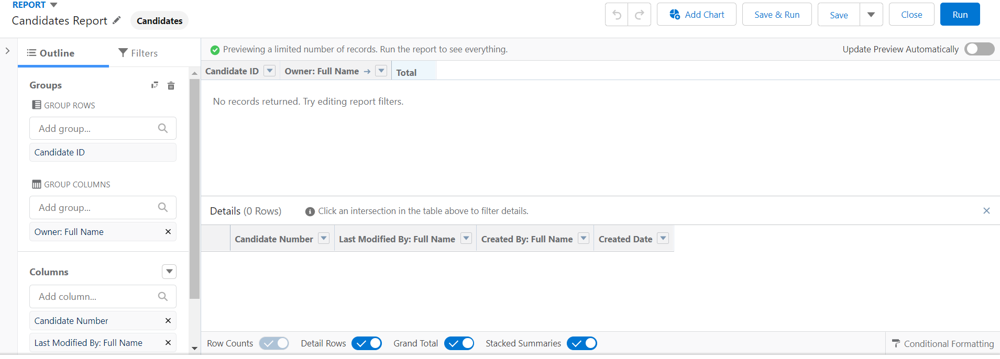 REPORT
Candidates Report
Candidates
Add Chart
Save & Run
Save
Close
Run
Outline
Filters
Previewing a limited number of records. Run the report to see everything.
Update Preview Automatically
Groups
GROUP ROWS
Add group...
Candidate ID
GROUP COLUMNS
Add group...
Owner: Full Name
Columns
Add column...
Candidate Number
Last Modified By: Full Name
Candidate ID
Owner: Full Name
Total
No records returned. Try editing report filters.
Details (0 Rows)
Click an intersection in the table above to filter details.
Candidate Number
Last Modified By: Full Name
Created By: Full Name
Created Date
Row Counts
Detail Rows
Grand Total
Stacked Summaries
Conditional Formatting